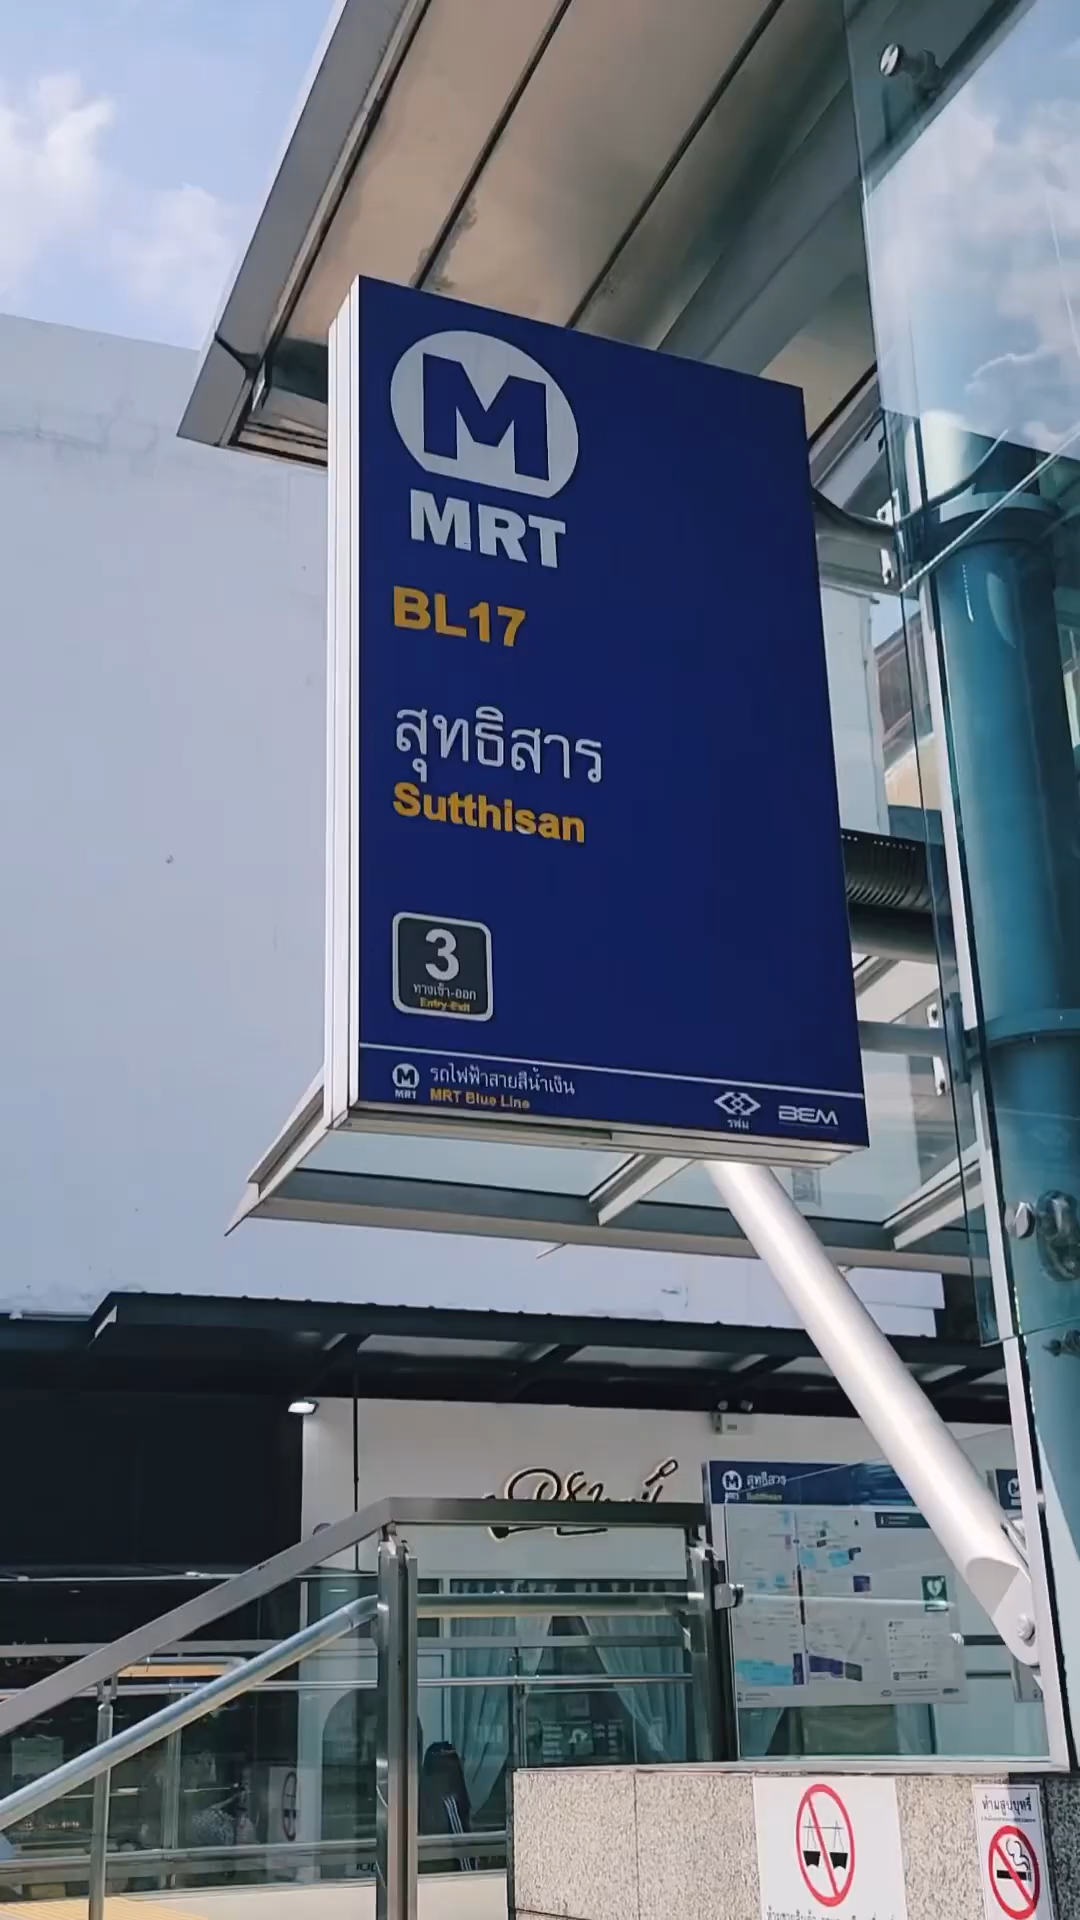 M
MRT
BL17
สุทธิสาร
Sutthisan
3
ทางเข้า-ออก
Entry-Exit
M
MRT
รถไฟฟ้าสายสีน้ำเงิน
MRT Blue Line
รฟม
BEM
M
MRT
สุทธิสาร
Sutthisan
ห้ามสูบบุหรี่